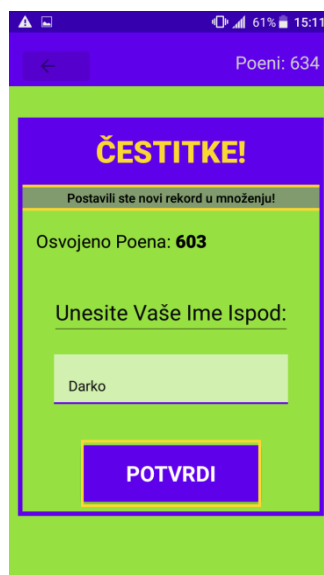 61% 15:11
Poeni: 634
ČESTITKE!
Postavili ste novi rekord u množenju!
Osvojeno Poena: 603
Unesite Vaše Ime Ispod:
Darko
POTVRDI